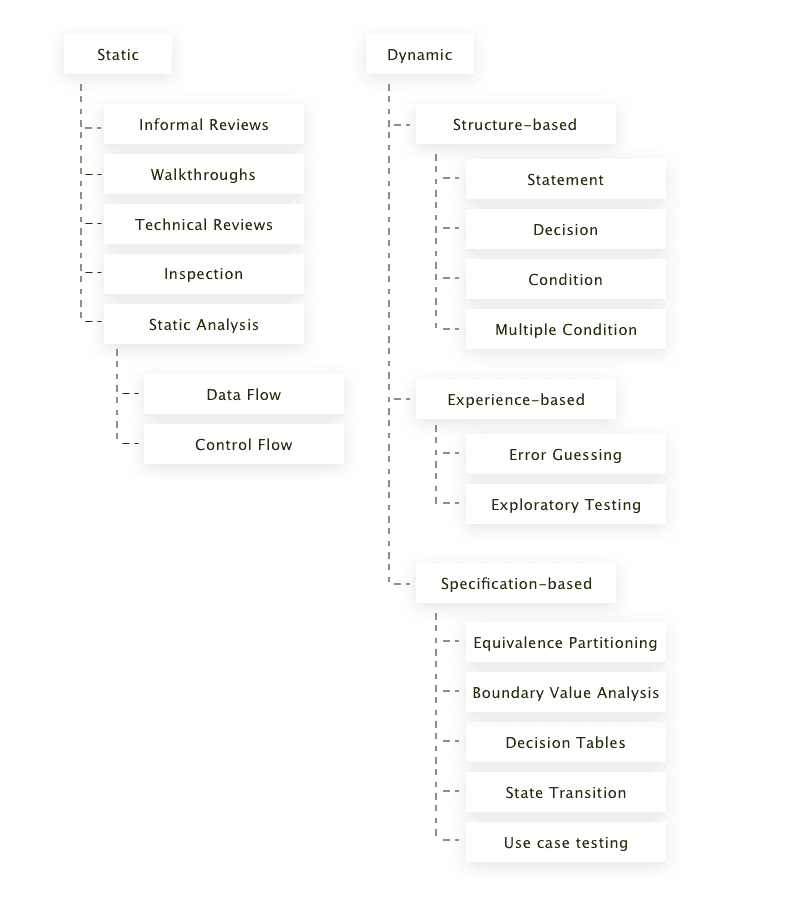 Static
Informal Reviews
Walkthroughs
Technical Reviews
Inspection
Static Analysis
Data Flow
Control Flow
Dynamic
Structure-based
Statement
Decision
Condition
Multiple Condition
Experience-based
Error Guessing
Exploratory Testing
Specification-based
Equivalence Partitioning
Boundary Value Analysis
Decision Tables
State Transition
Use case testing